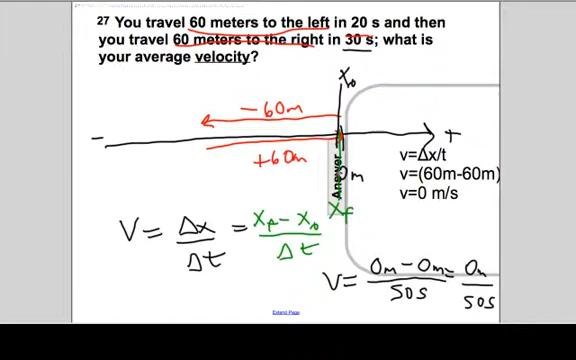 27 You travel 60 meters to the left in 20 s and then
you travel 60 meters to the right in 30 s; what is
your average velocity?
X₀
-60m
- +
+60m
Answer
0m
v=Δx/t
v=(60m-60m)
v=0 m/s
Xf
V = Δx/Δt = Xf - X₀/Δt
V = 0m - 0m/50s = 0m/50s
Extend Page